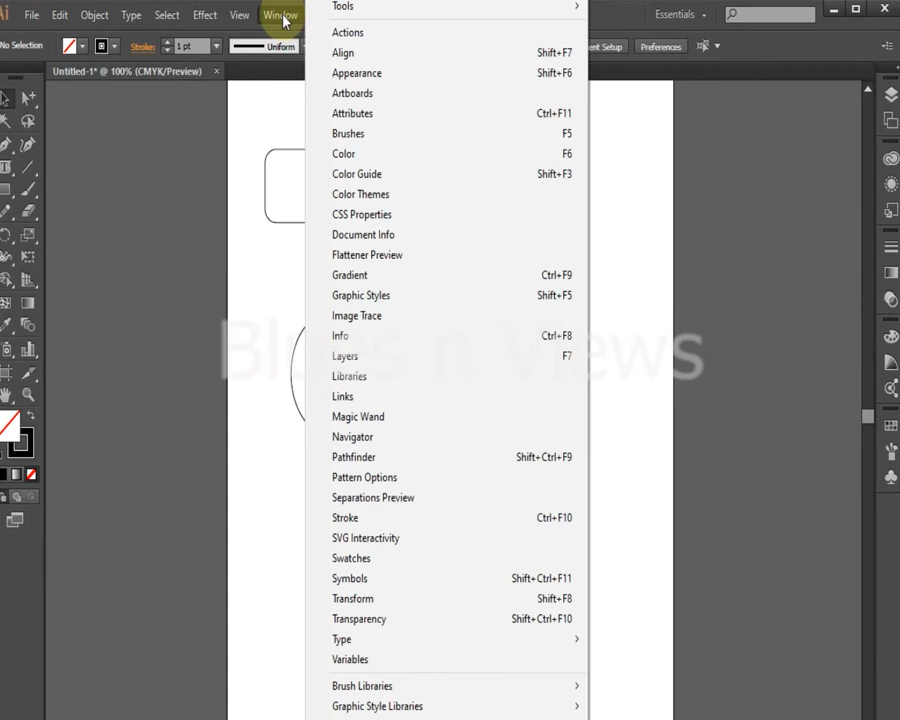 Ai File Edit Object Type Select Effect View Window
Tools
No Selection Stroke: 1 pt Uniform
ent Setup Preferences
Essentials
Untitled-1* @ 100% (CMYK/Preview) ×
Actions
Align Shift+F7
Appearance Shift+F6
Artboards
Attributes Ctrl+F11
Brushes F5
Color F6
Color Guide Shift+F3
Color Themes
CSS Properties
Document Info
Flattener Preview
Gradient Ctrl+F9
Graphic Styles Shift+F5
Image Trace
Info Ctrl+F8
Layers F7
Libraries
Links
Magic Wand
Navigator
Pathfinder Shift+Ctrl+F9
Pattern Options
Separations Preview
Stroke Ctrl+F10
SVG Interactivity
Swatches
Symbols Shift+Ctrl+F11
Transform Shift+F8
Transparency Shift+Ctrl+F10
Type
Variables
Brush Libraries
Graphic Style Libraries
Blues n Views